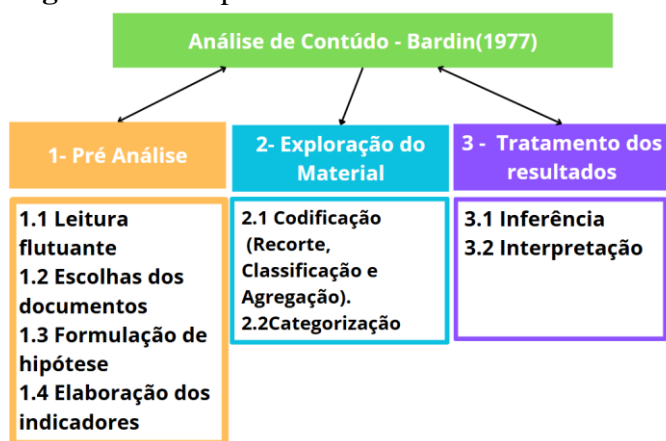 Análise de Contúdo - Bardin(1977)
1- Pré Análise
1.1 Leitura
flutuante
1.2 Escolhas dos
documentos
1.3 Formulação de
hipótese
1.4 Elaboração dos
indicadores
2- Exploração do
Material
2.1 Codificação
(Recorte,
Classificação e
Agregação).
2.2Categorização
3 - Tratamento dos
resultados
3.1 Inferência
3.2 Interpretação